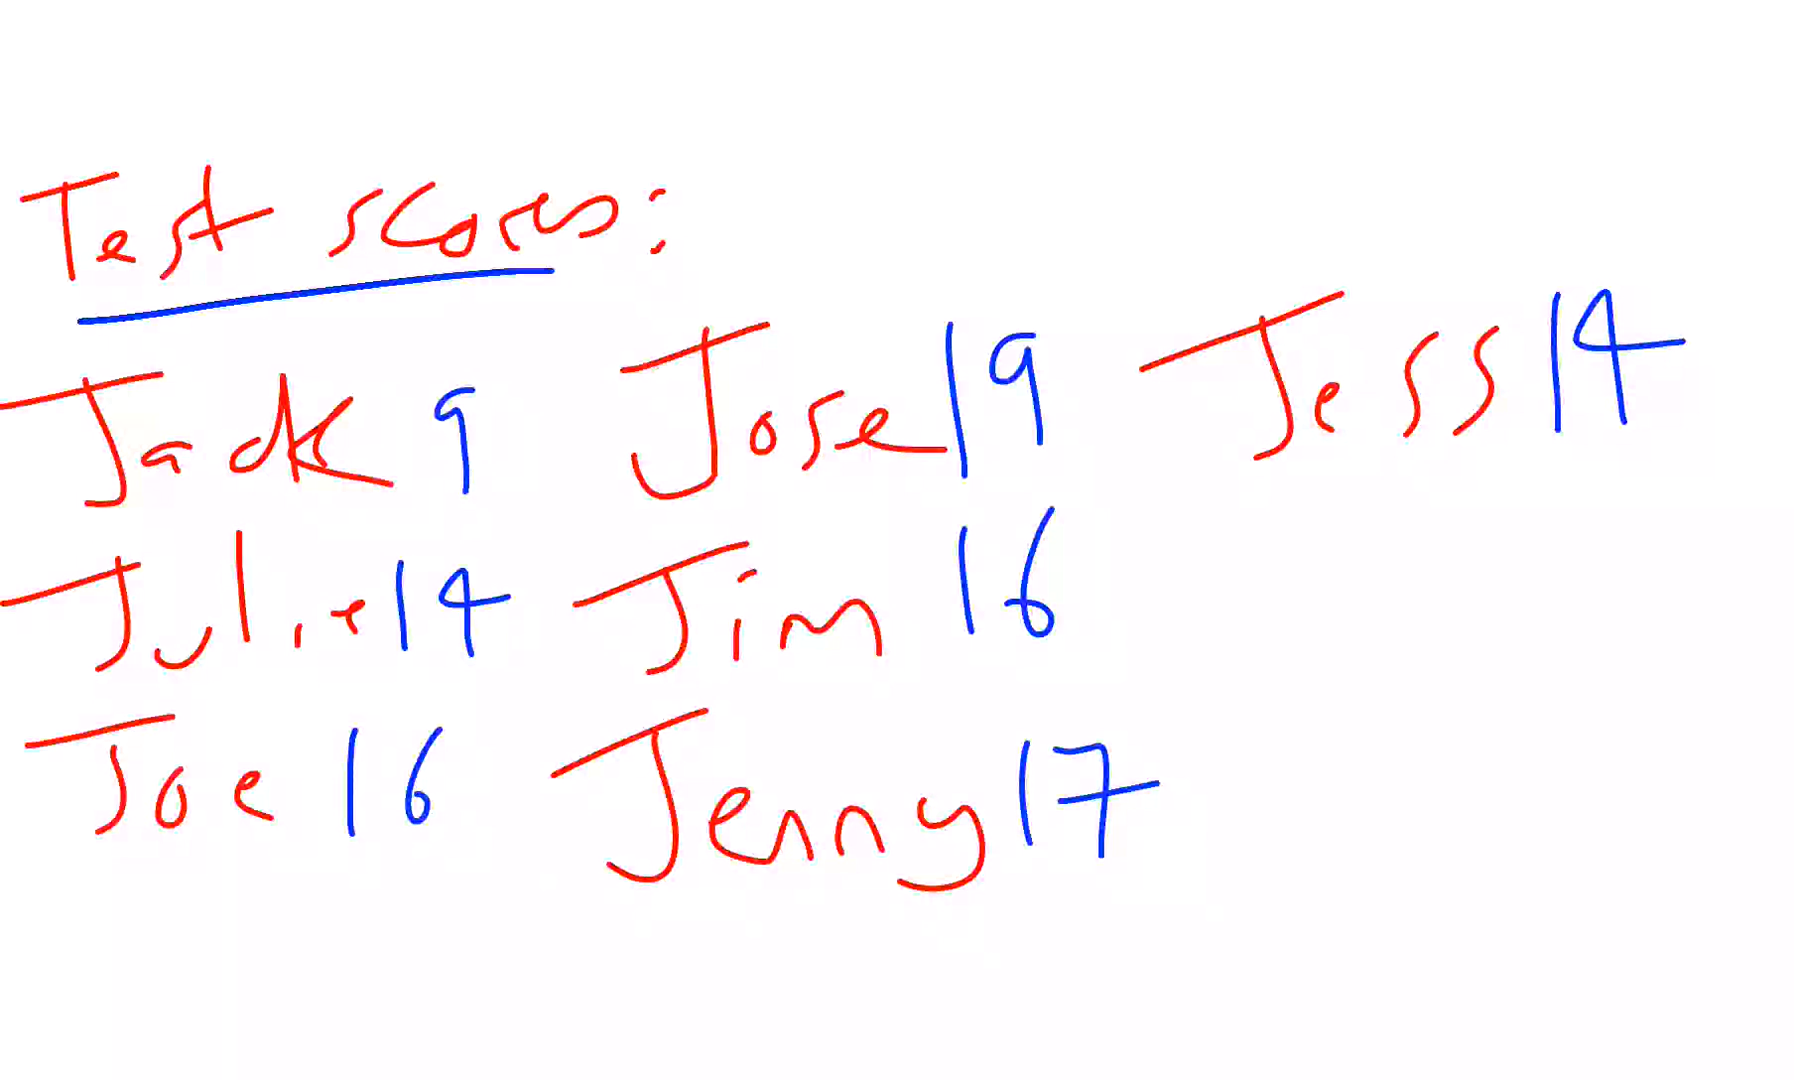 Test scores:
Jack 9 Jose 19 Jess 14
Julie 14 Jim 16
Joe 16 Jenny 17